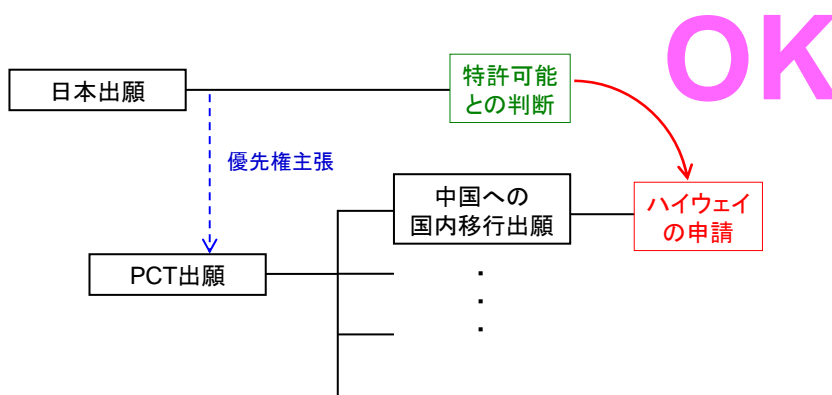 OK
日本出願
特許可能
との判断
優先権主張
中国への
国内移行出願
ハイウェイ
の申請
PCT出願
・
・
・